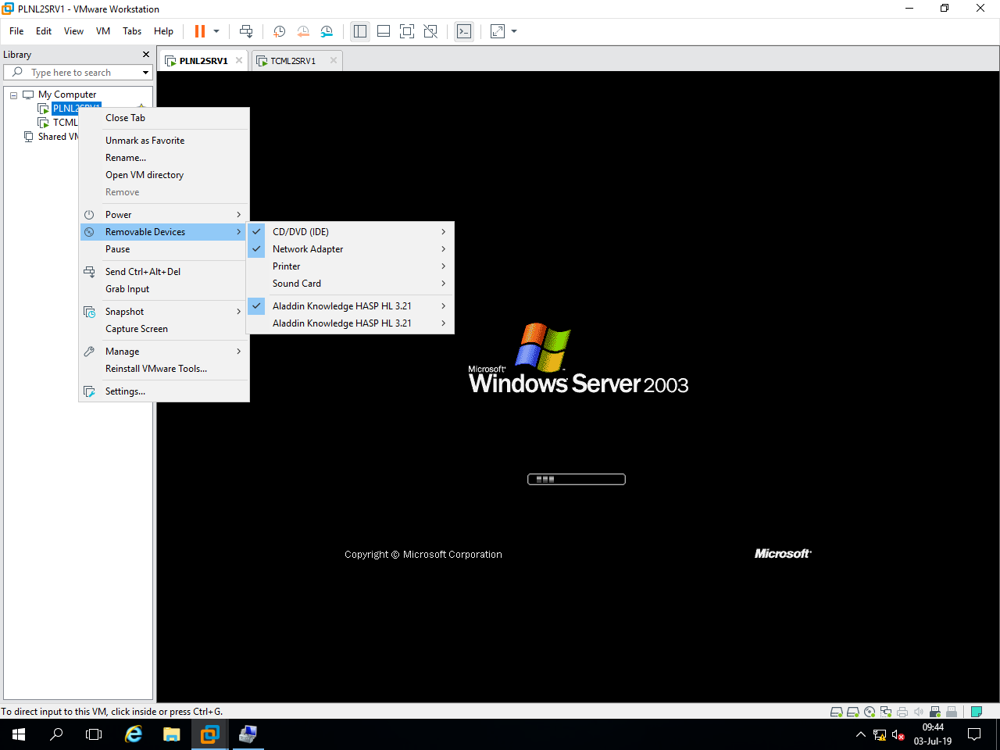 PLNL2SRV1 - VMware Workstation
File Edit View VM Tabs Help
Library
Type here to search
PLNL2SRV1
TCML2SRV1
My Computer
PLNL2SRV1
TCML
Shared VM
Close Tab
Unmark as Favorite
Rename...
Open VM directory
Remove
Power
Removable Devices
Pause
Send Ctrl+Alt+Del
Grab Input
Snapshot
Capture Screen
Manage
Reinstall VMware Tools...
Settings...
CD/DVD (IDE)
Network Adapter
Printer
Sound Card
Aladdin Knowledge HASP HL 3.21
Aladdin Knowledge HASP HL 3.21
Microsoft
Windows Server 2003
Copyright © Microsoft Corporation
Microsoft
To direct input to this VM, click inside or press Ctrl+G.
09:44
03-Jul-19